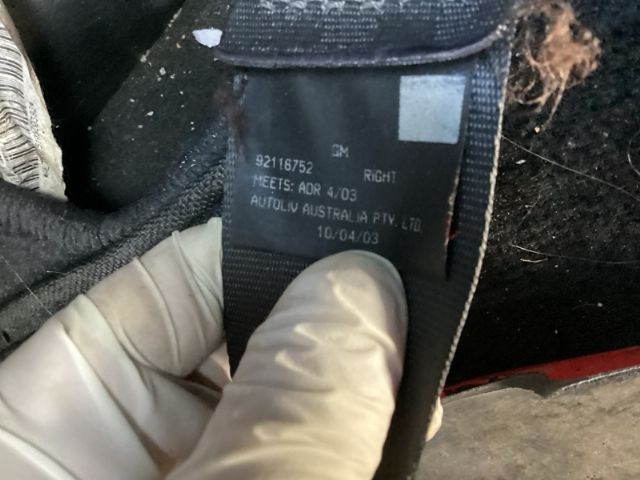 GM
92116752 RIGHT
MEETS: ADR 4/03
AUTOLIV AUSTRALIA PTY. LTD.
10/04/03